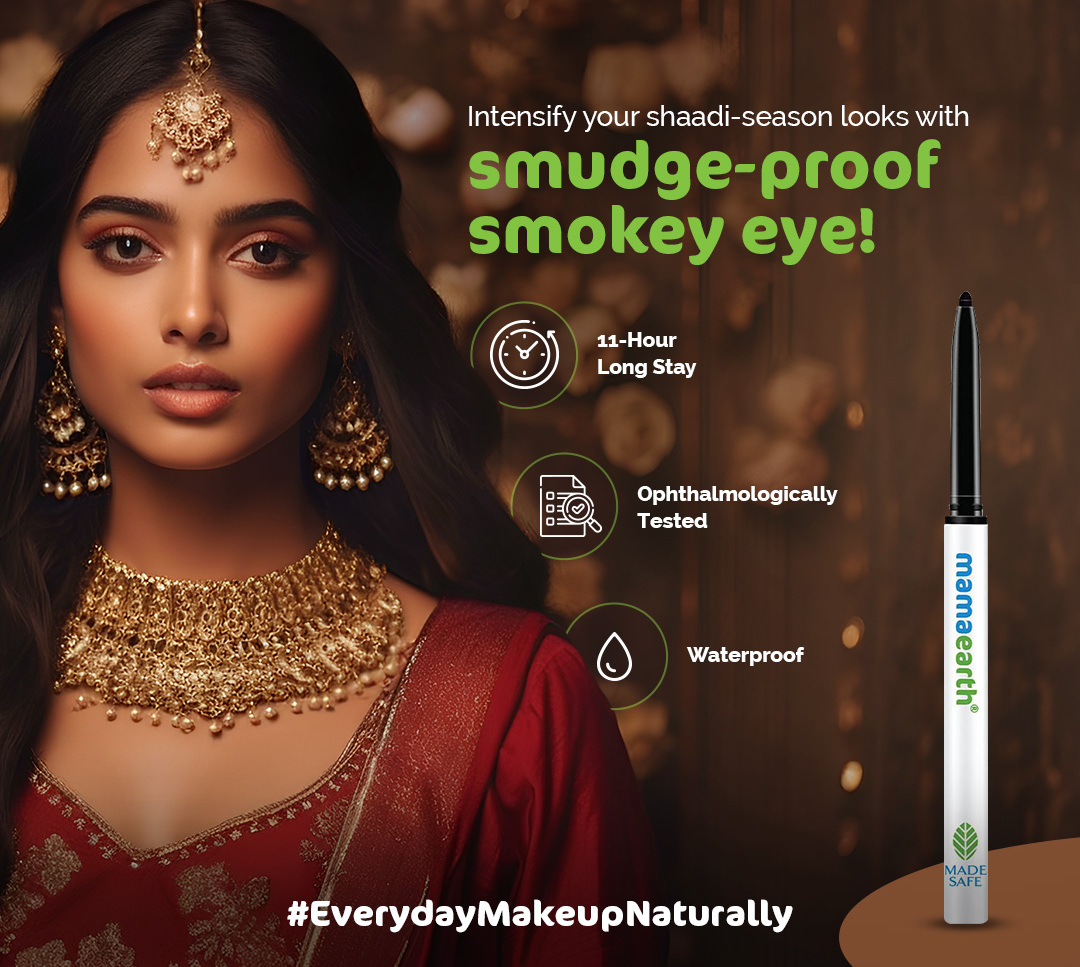 Intensify your shaadi-season looks with
smudge-proof
smokey eye!
11-Hour
Long Stay
Ophthalmologically
Tested
Waterproof
mamaearth®
MADE
SAFE
#EverydayMakeupNaturally